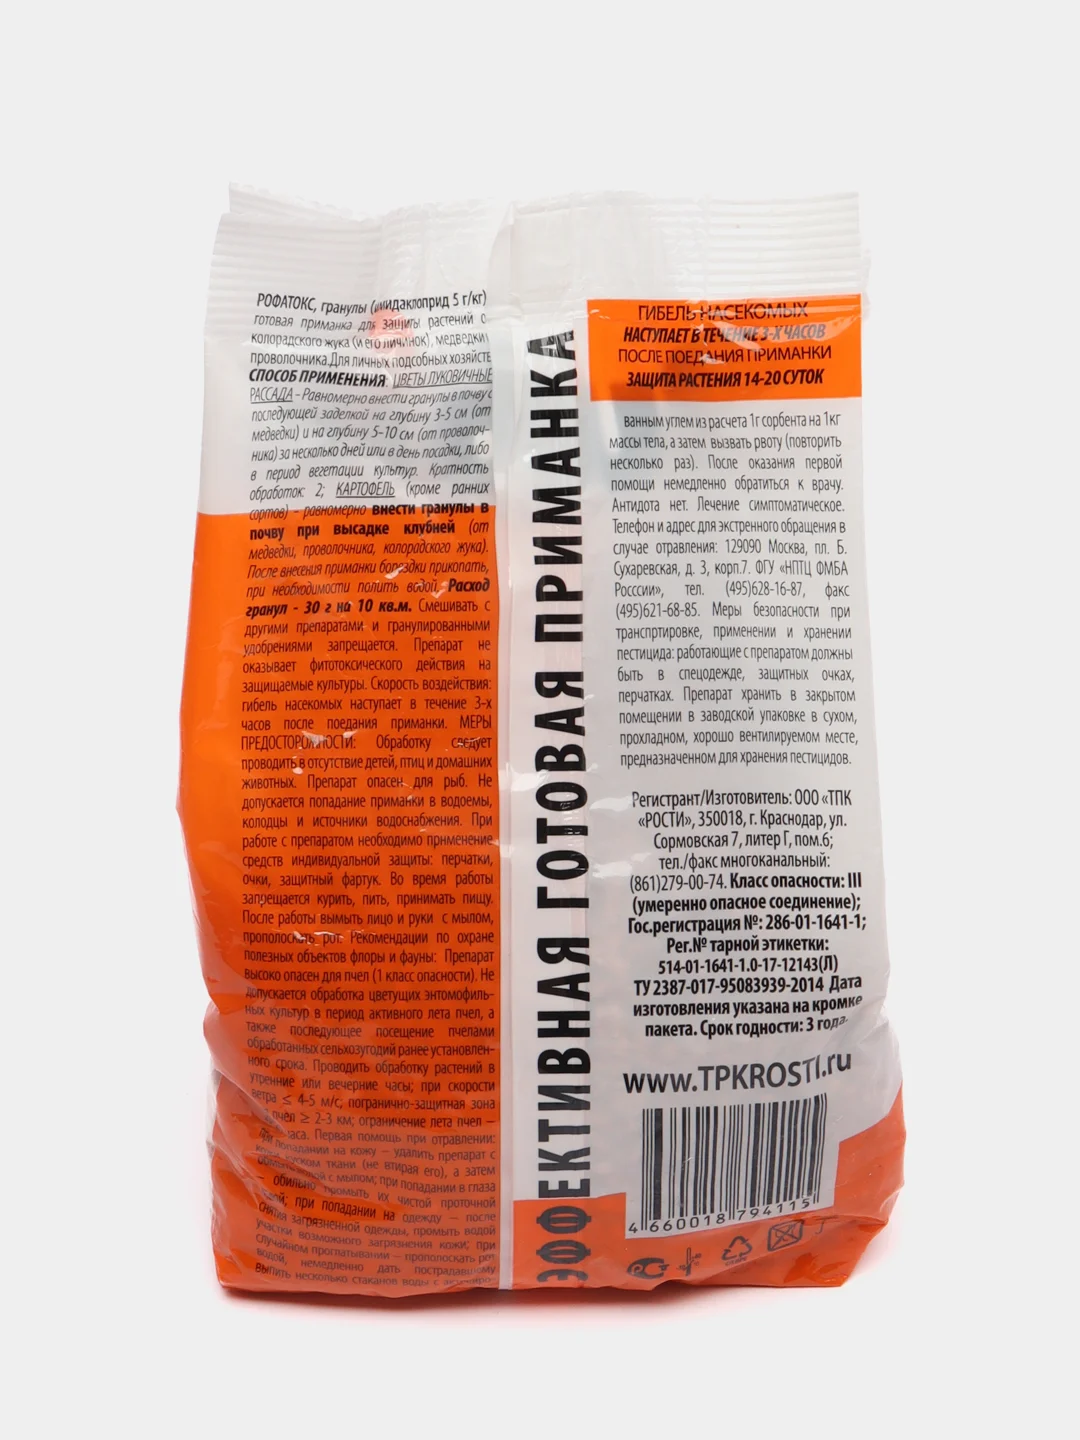 РОФАТОКС, гранулы (имидаклоприд 5 г/кг)
готовая приманка для защиты растений о
колорадского жука (и его личинок), медведки
проволочника.Для личных подсобных хозяйств
СПОСОБ ПРИМЕНЕНИЯ: ЦВЕТЫ ЛУКОВИЧНЫЕ
РАССАДА - Равномерно внести гранулы в почву с
последующей заделкой на глубину 3-5 см (от
медведки) и на глубину 5-10 см (от проволоч-
ника) за несколько дней или в день посадки, либо
в период вегетации культур. Кратность
обработок: 2; КАРТОФЕЛЬ (кроме ранних
сортов) - равномерно внести гранулы в
почву при высадке клубней (от
медведки, проволочника, колорадского жука).
После внесения приманки бороздки прикопать,
при необходимости полить водой. Расход
гранул - 30 г на 10 кв.м. Смешивать с
другими препаратами и гранулированными
удобрениями запрещается. Препарат не
оказывает фитотоксического действия на
защищаемые культуры. Скорость воздействия:
гибель насекомых наступает в течение 3-х
часов после поедания приманки. МЕРЫ
ПРЕДОСТОРОЖНОСТИ: Обработку следует
проводить в отсутствие детей, птиц и домашних
животных. Препарат опасен для рыб. Не
допускается попадание приманки в водоемы,
колодцы и источники водоснабжения. При
работе с препаратом необходимо применение
средств индивидуальной защиты: перчатки,
очки, защитный фартук. Во время работы
запрещается курить, пить, принимать пищу.
После работы вымыть лицо и руки с мылом,
прополоскать рот. Рекомендации по охране
полезных объектов флоры и фауны: Препарат
высоко опасен для пчел (1 класс опасности). Не
допускается обработка цветущих энтомофиль-
ных культур в период активного лета пчел, а
также последующее посещение пчелами
обработанных сельхозугодий ранее установлен-
ного срока. Проводить обработку растений в
утренние или вечерние часы; при скорости
ветра ≤ 4-5 м/с; погранично-защитная зона
пчел ≥ 2-3 км; ограничение лета пчел –
часа. Первая помощь при отравлении:
при попадании на кожу – удалить препарат с
кожи куском ткани (не втирая его), а затем
водой с мылом; при попадании в глаза
– обильно промыть их чистой проточной
водой; при попадании на одежду – после
снятия загрязненной одежды, промыть водой
участки возможного загрязнения кожи; при
случайном проглатывании – прополоскать рот
водой, немедленно дать пострадавшему
выпить несколько стаканов воды с
ЭФФЕКТИВНАЯ ГОТОВАЯ ПРИМАНКА
ГИБЕЛЬ НАСЕКОМЫХ
НАСТУПАЕТ В ТЕЧЕНИЕ 3-Х ЧАСОВ
ПОСЛЕ ПОЕДАНИЯ ПРИМАНКИ
ЗАЩИТА РАСТЕНИЯ 14-20 СУТОК
ванным углем из расчета 1г сорбента на 1кг
массы тела, а затем вызвать рвоту (повторить
несколько раз). После оказания первой
помощи немедленно обратиться к врачу.
Антидота нет. Лечение симптоматическое.
Телефон и адрес для экстренного обращения в
случае отравления: 129090 Москва, пл. Б.
Сухаревская, д. 3, корп.7. ФГУ «НПТЦ ФМБА
Росссии», тел. (495)628-16-87, факс
(495)621-68-85. Меры безопасности при
транспртировке, применении и хранении
пестицида: работающие с препаратом должны
быть в спецодежде, защитных очках,
перчатках. Препарат хранить в закрытом
помещении в заводской упаковке в сухом,
прохладном, хорошо вентилируемом месте,
предназначенном для хранения пестицидов.
Регистрант/Изготовитель: ООО «ТПК
«РОСТИ», 350018, г. Краснодар, ул.
Сормовская 7, литер Г, пом.6;
тел./факс многоканальный:
(861)279-00-74. Класс опасности: III
(умеренно опасное соединение);
Гос.регистрация №: 286-01-1641-1;
Рег.№ тарной этикетки:
514-01-1641-1.0-17-12143(Л)
ТУ 2387-017-95083939-2014 Дата
изготовления указана на кромке
пакета. Срок годности: 3 года.
www.TPKROSTI.ru
4 660018 794115